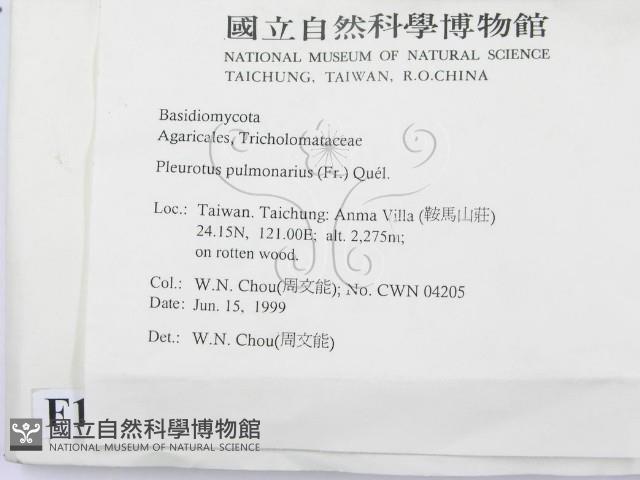 國立自然科學博物館
NATIONAL MUSEUM OF NATURAL SCIENCE
TAICHUNG, TAIWAN, R.O.CHINA
Basidiomycota
Agaricales, Tricholomataceae
Pleurotus pulmonarius (Fr.) Quél.
Loc.: Taiwan. Taichung: Anma Villa (鞍馬山莊)
24.15N, 121.00E; alt. 2,275m;
on rotten wood.
Col.: W.N. Chou(周文能); No. CWN 04205
Date: Jun. 15, 1999
Det.: W.N. Chou(周文能)
F1
國立自然科學博物館
NATIONAL MUSEUM OF NATURAL SCIENCE